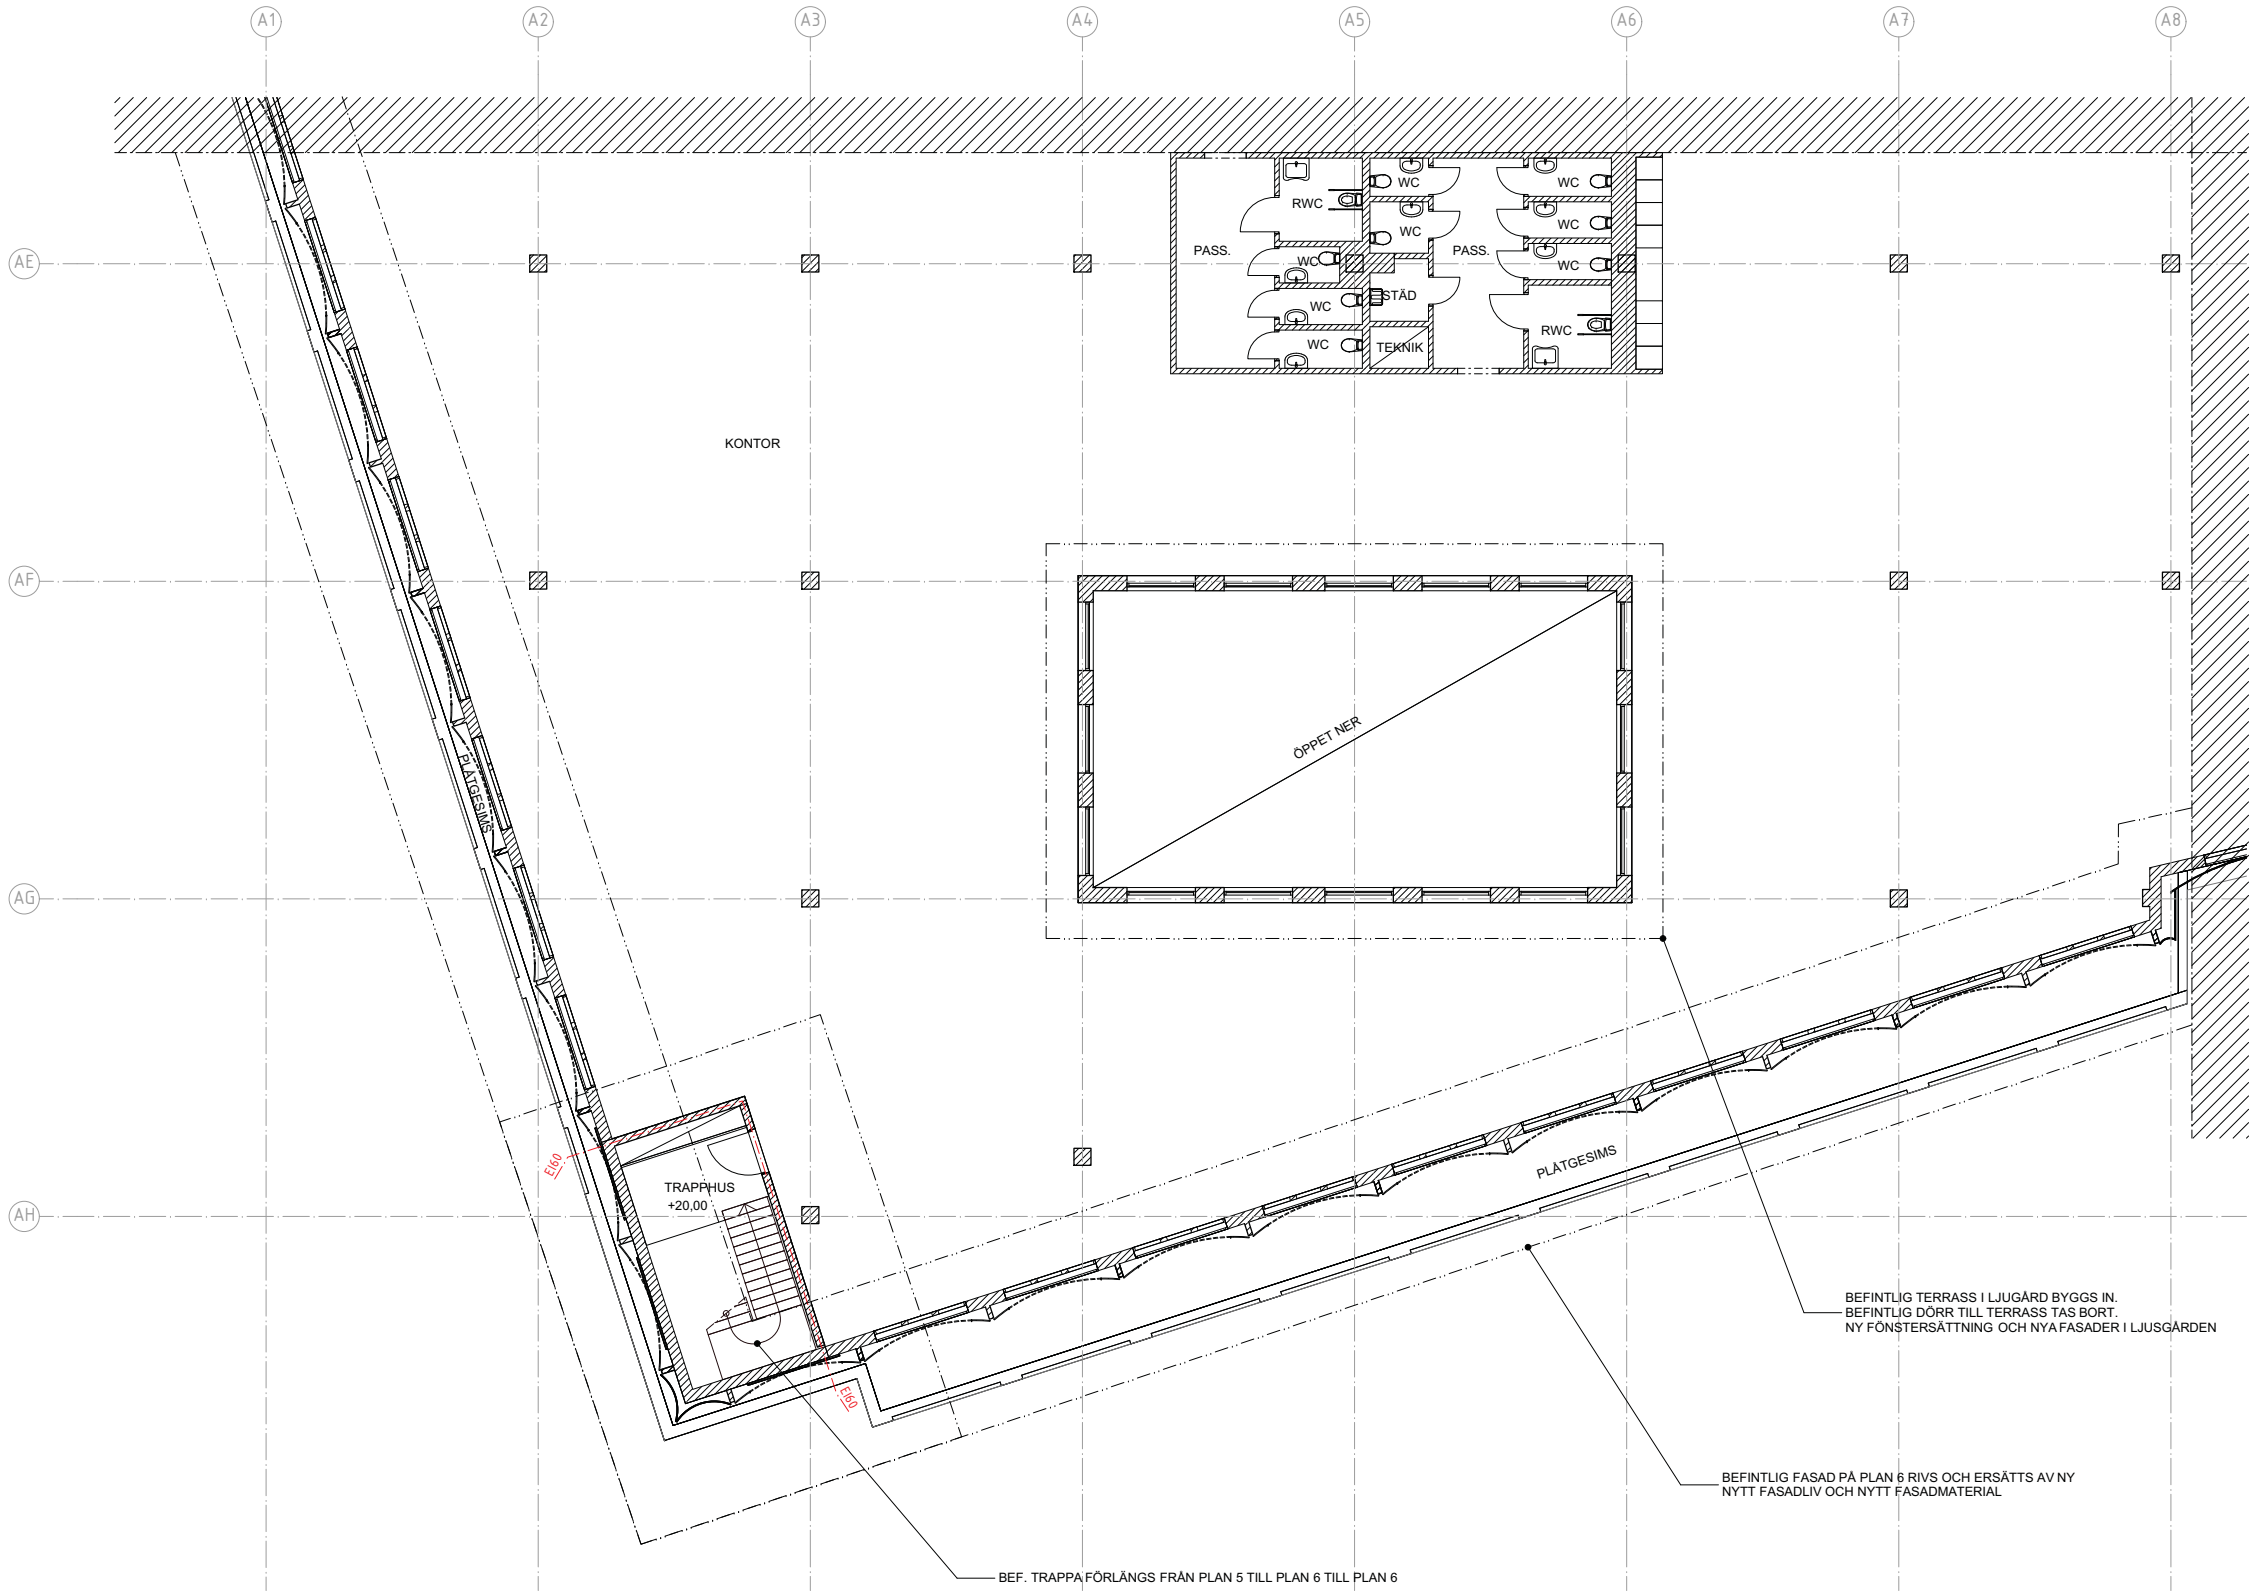 A1 A2 A3 A4 A5 A6 A7 A8
WC WC
RWC
WC WC
PASS. PASS.
AE
WC WC
STÄD
WC
RWC
WC TEKNIK
KONTOR
AF
ÖPPET NER
PLÅTGESIMS
AG
EI60
PLÅTGESIMS
TRAPPHUS
+20,00
AH
BEFINTLIG TERRASS I LJUGÅRD BYGGS IN.
BEFINTLIG DÖRR TILL TERRASS TAS BORT.
NY FÖNSTERSÄTTNING OCH NYA FASADER I LJUSGÅRDEN
EI60
BEFINTLIG FASAD PÅ PLAN 6 RIVS OCH ERSÄTTS AV NY
NYTT FASADLIV OCH NYTT FASADMATERIAL
BEF. TRAPPA FÖRLÄNGS FRÅN PLAN 5 TILL PLAN 6 TILL PLAN 6